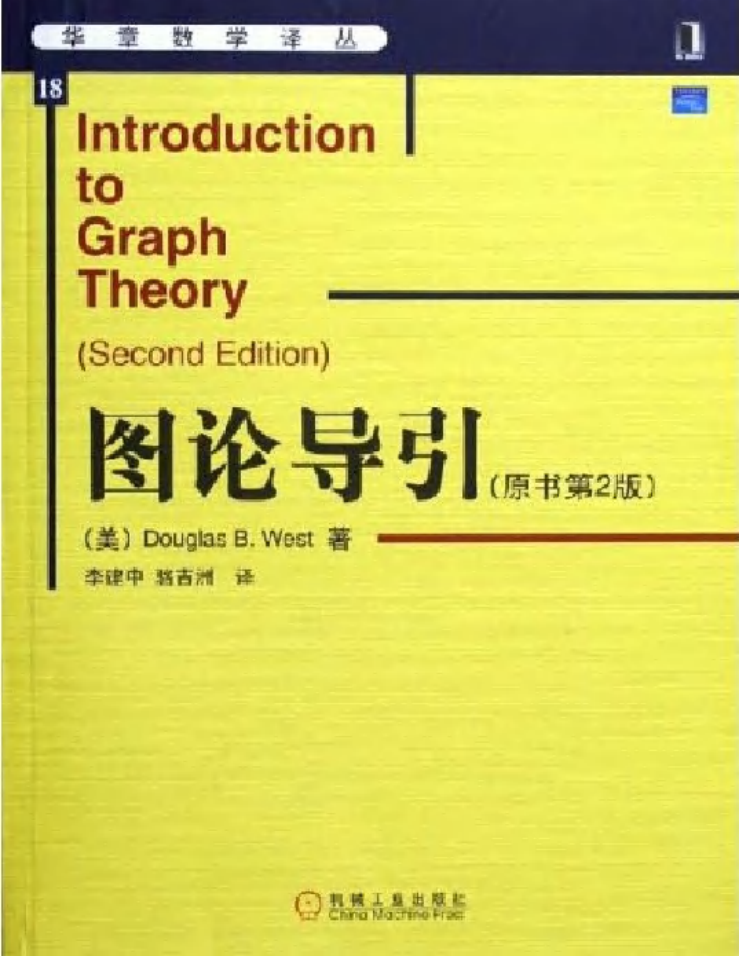 华章数学译丛
18
Introduction
to
Graph
Theory
(Second Edition)
图论导引(原书第2版)
(美) Douglas B. West 著
李建中 骆吉洲 译
机械工业出版社
China Machine Press